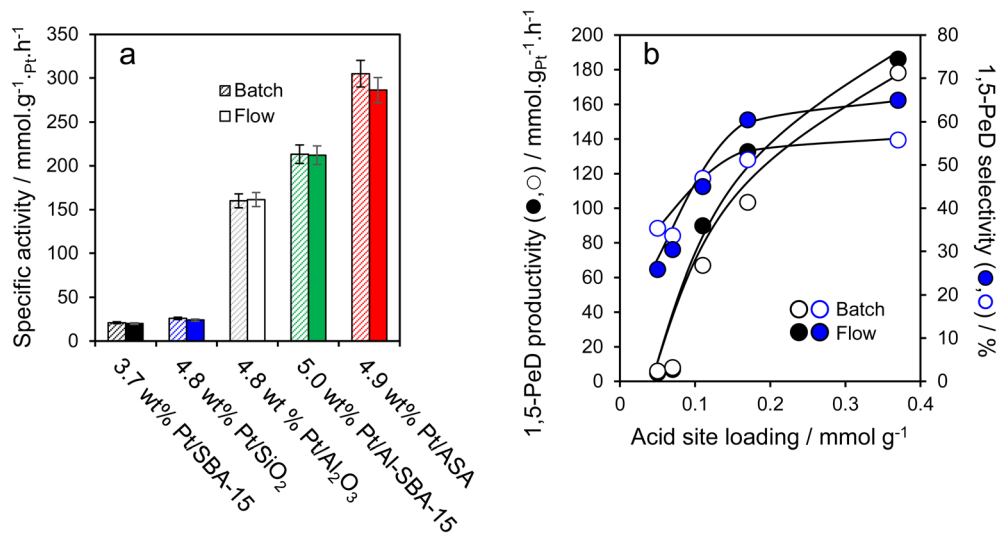 a
Specific activity / mmol.g⁻¹.Pt.h⁻¹
350
300
250
200
150
100
50
0
Batch
Flow
3.7 wt% Pt/SBA-15
4.8 wt% Pt/SiO₂
4.8 wt % Pt/Al₂O₃
5.0 wt% Pt/Al-SBA-15
4.9 wt% Pt/ASA
b
1,5-PeD productivity (●,○) / mmol.gPt⁻¹.h⁻¹
200
180
160
140
120
100
80
60
40
20
0
80
70
60
50
40
30
20
10
0
1,5-PeD selectivity (●,○) / %
Batch
Flow
0 0.1 0.2 0.3 0.4
Acid site loading / mmol g⁻¹